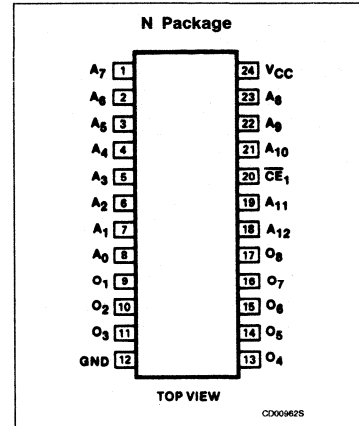 N Package
A7 1 24 VCC
A6 2 23 A8
A5 3 22 A9
A4 4 21 A10
A3 5 20 C̅E̅1
A2 6 19 A11
A1 7 18 A12
A0 8 17 O8
O1 9 16 O7
O2 10 15 O6
O3 11 14 O5
GND 12 13 O4
TOP VIEW
CD00962S